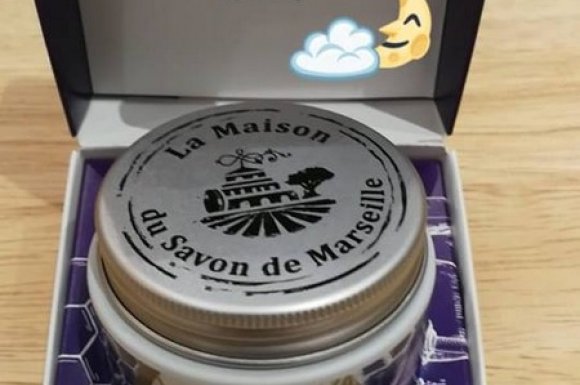 La Maison
du Savon de Marseille